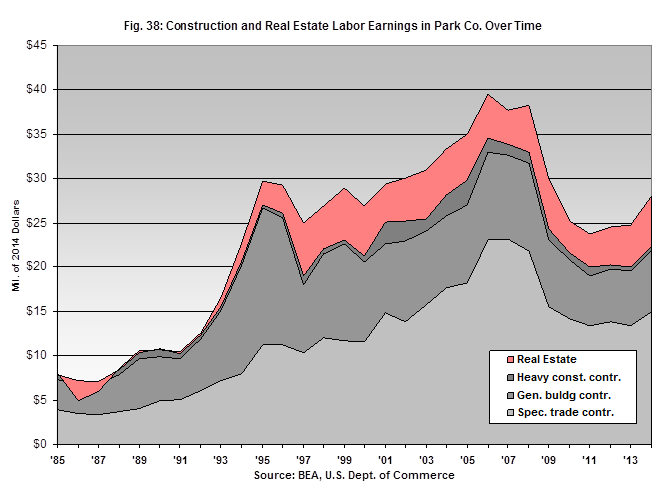 Fig. 38: Construction and Real Estate Labor Earnings in Park Co. Over Time
$45
$40
$35
$30
$25
$20
$15
$10
$5
$0
Mil. of 2014 Dollars
Real Estate
Heavy const. contr.
Gen. buldg contr.
Spec. trade contr.
'85 '87 '89 '91 '93 '95 '97 '99 '01 '03 '05 '07 '09 '11 '13
Source: BEA, U.S. Dept. of Commerce